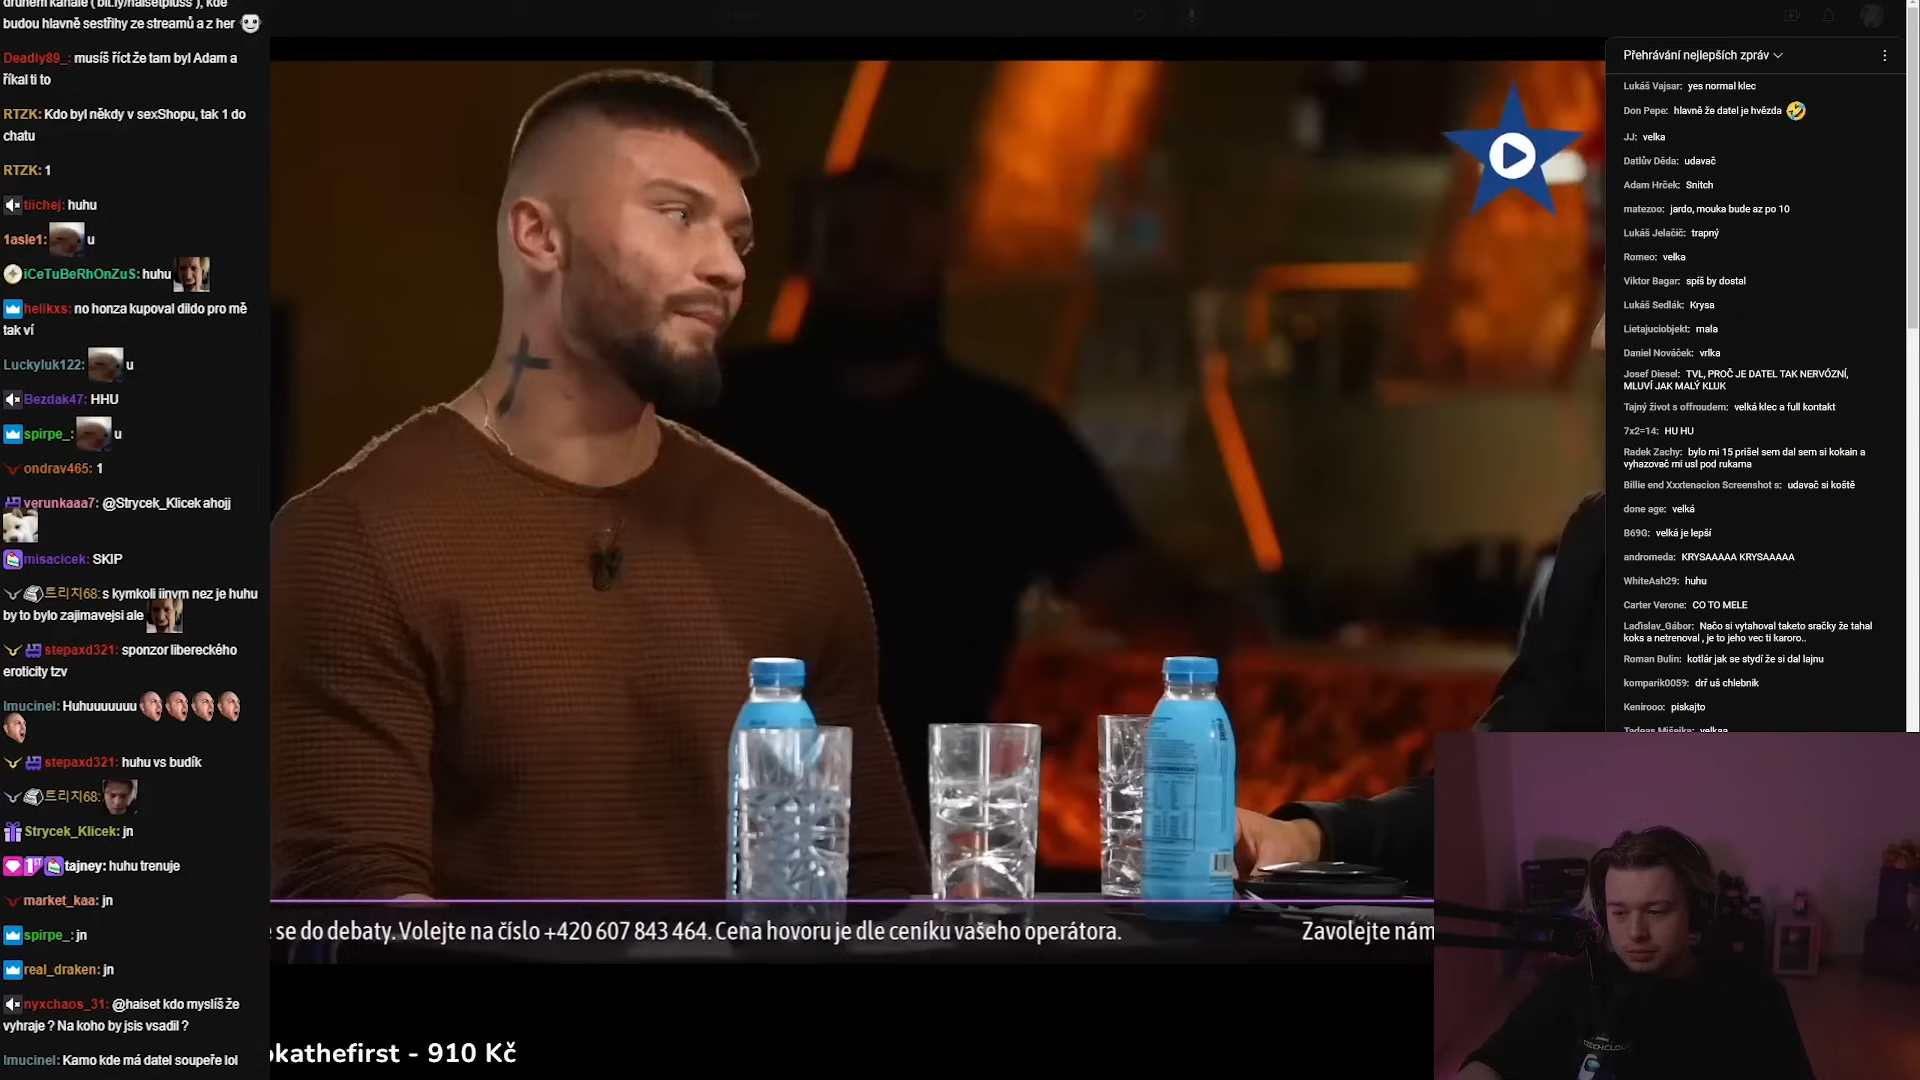 druhém kanále ( bit.ly/haisetpluss ), kde
budou hlavně sestřihy ze streamů a z her
Deadly89_: musíš říct že tam byl Adam a
říkal ti to
RTZK: Kdo byl někdy v sexShopu, tak 1 do
chatu
RTZK: 1
tiichej: huhu
1asle1: u
iCeTuBeRhOnZuS: huhu
helikxs: no honza kupoval dildo pro mě
tak ví
Luckyluk122: u
Bezdak47: HHU
spirpe_: u
ondrav465: 1
verunkaaa7: @Strycek_Klicek ahojj
misacicek: SKIP
트리지68: s kymkoli jinym nez je huhu
by to bylo zajimavejsi ale
stepaxd321: sponzor libereckého
eroticity tzv
lmucinel: Huhuuuuuuu
stepaxd321: huhu vs budík
트리지68:
Strycek_Klicek: jn
1ST tajney: huhu trenuje
market_kaa: jn
spirpe_: jn
real_draken: jn
nyxchaos_31: @haiset kdo myslíš že
vyhraje ? Na koho by jsis vsadil ?
lmucinel: Kamo kde má datel soupeře lol
se do debaty. Volejte na číslo +420 607 843 464. Cena hovoru je dle ceníku vašeho operátora.
Zavolejte nám
okathefirst - 910 Kč
Přehrávání nejlepších zpráv
Lukáš Vajsar: yes normal klec
Don Pepe: hlavně že datel je hvězda
JJ: velka
Datlův Děda: udavač
Adam Hrček: Snitch
matezoo: jardo, mouka bude az po 10
Lukáš Jelačič: trapný
Romeo: velka
Viktor Bagar: spíš by dostal
Lukáš Sedlák: Krysa
Lietajuciobjekt: mala
Daniel Nováček: vrlka
Josef Diesel: TVL, PROČ JE DATEL TAK NERVÓZNÍ,
MLUVÍ JAK MALÝ KLUK
Tajný život s offroudem: velká klec a full kontakt
7x2=14: HU HU
Radek Zachy: bylo mi 15 prišel sem dal sem si kokain a
vyhazovač mi usl pod rukama
Billie end Xxxtenacion Screenshot s: udavač si koště
done age: velká
B69G: velká je lepší
andromeda: KRYSAAAAA KRYSAAAAA
WhiteAsh29: huhu
Carter Verone: CO TO MELE
Laďislav_Gábor: Načo si vytahoval taketo sračky že tahal
koks a netrenoval , je to jeho vec ti kaоro..
Roman Bulin: kotlár jak se stydí že si dal lajnu
komparik0059: drř uš chlebnik
Kenirooo: piskajto